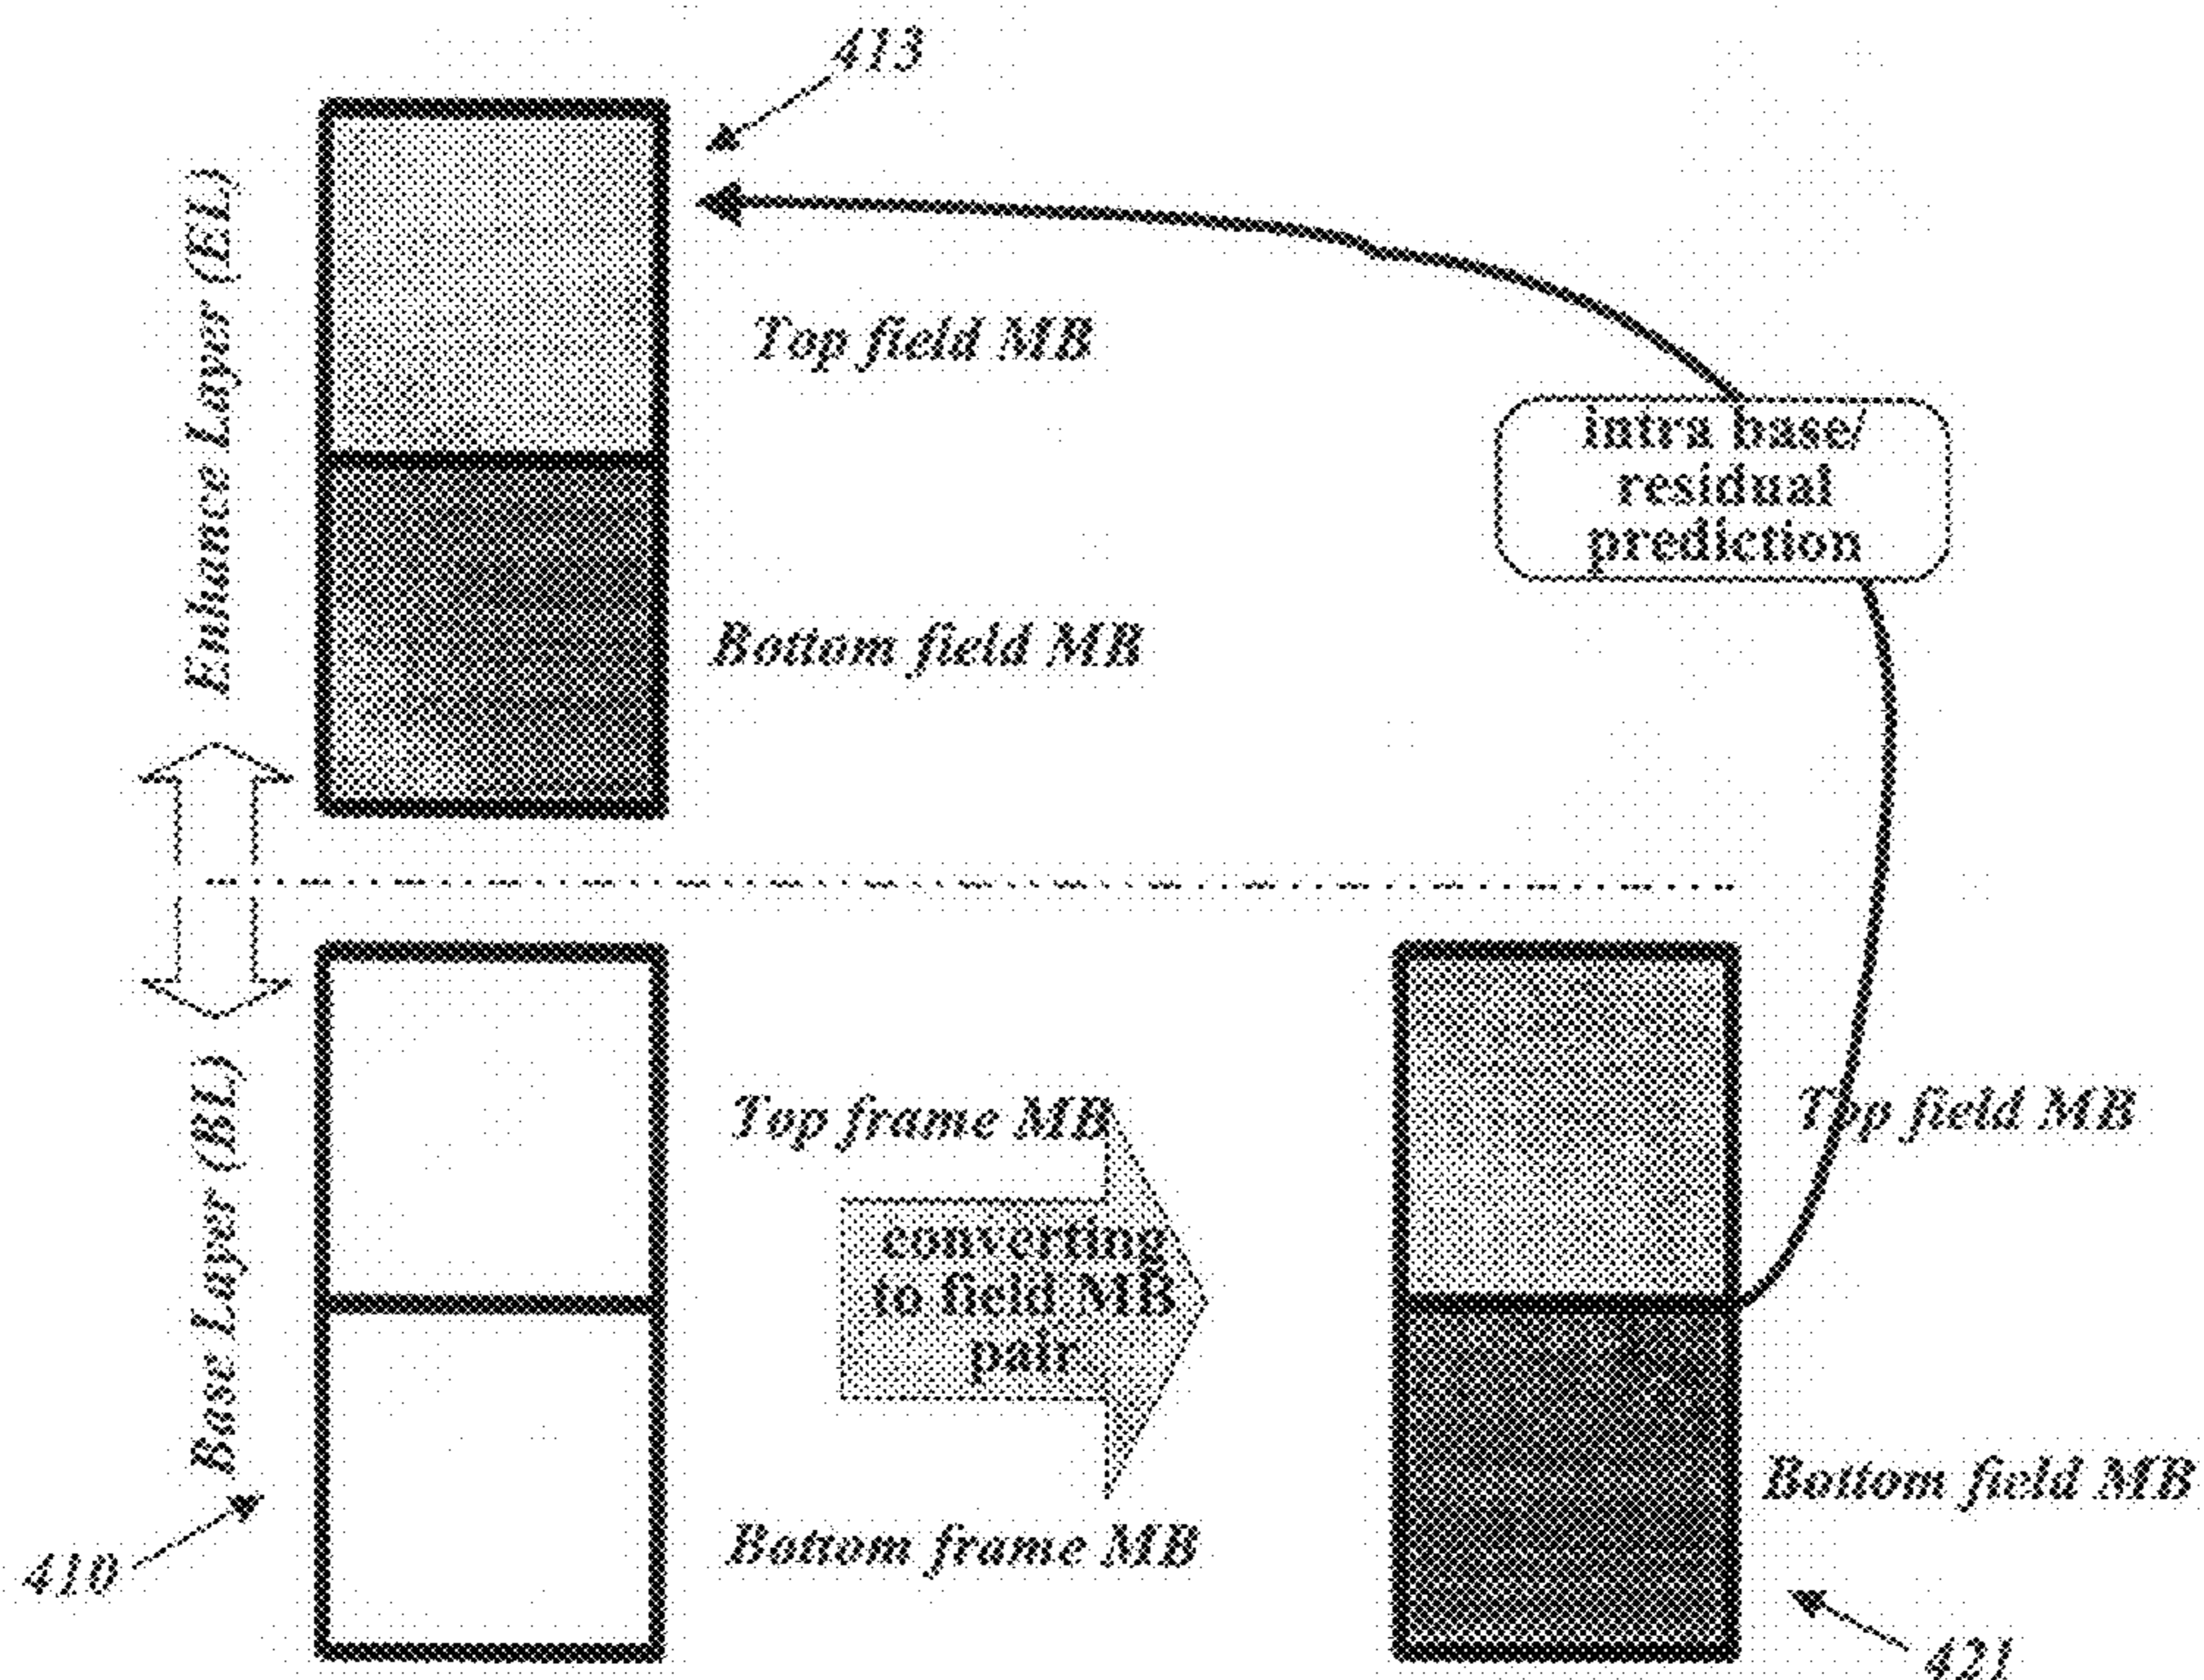 413
Enhance Layer (EL)
Top field MB
intra base/
residual
prediction
Bottom field MB
Base Layer (BL)
Top frame MB
Top field MB
converting
to field MB
pair
Bottom field MB
Bottom frame MB
410
421